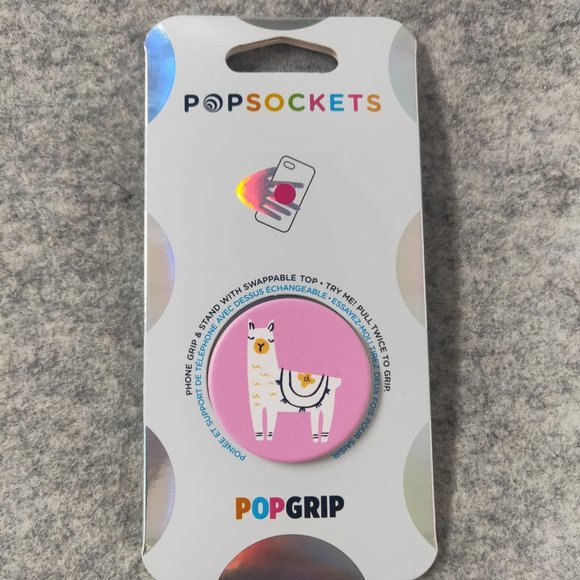 POPSOCKETS
PHONE GRIP & STAND WITH SWAPPABLE TOP • TRY ME! PULL TWICE TO GRIP.
POIGNÉE ET SUPPORT DE TÉLÉPHONE AVEC DESSUS ÉCHANGEABLE • ESSAYEZ-MOI! TIREZ DEUX FOIS POUR SAISIR.
POPGRIP